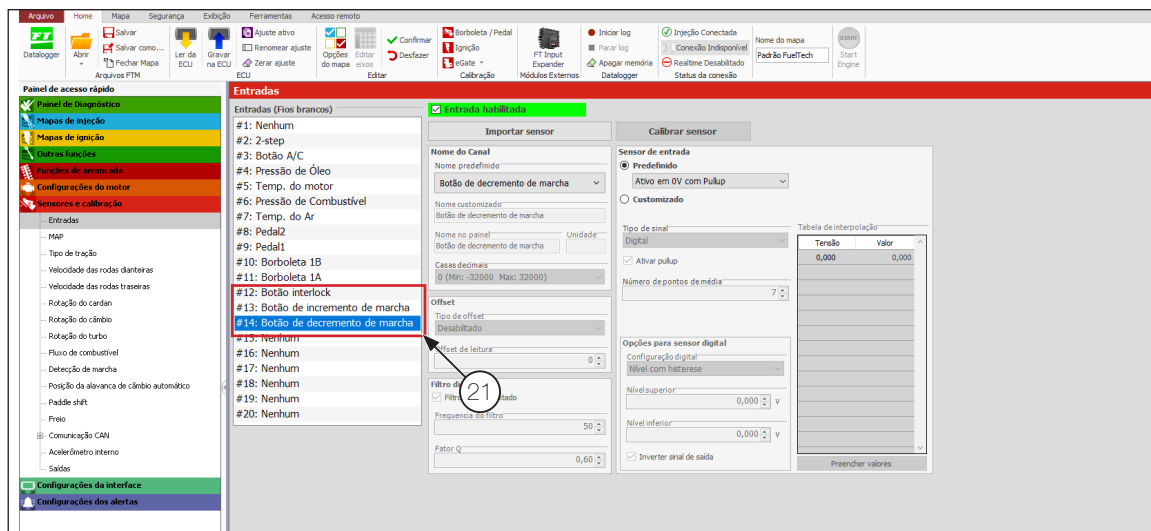 Arquivo Home Mapa Segurança Exibição Ferramentas Acesso remoto
FT
Datalogger
Abrir
Salvar
Salvar como...
Fechar Mapa
Arquivos FTM
Ler da ECU
Gravar na ECU
Ajuste ativo
Renomear ajuste
Zerar ajuste
ECU
Opções do mapa
Editar eixos
Confirmar
Desfazer
Editar
Borboleta / Pedal
Ignição
eGate
Calibração
FT Input Expander
Módulos Externos
Iniciar log
Parar log
Apagar memória
Datalogger
Injeção Conectada
Conexão Indisponível
Realtime Desabilitado
Status da conexão
Nome do mapa
Padrão FuelTech
START
Start Engine
Painel de acesso rápido
Painel de Diagnóstico
Mapas de injeção
Mapas de ignição
Outras funções
Funções de arrancada
Configurações do motor
Sensores e calibração
Entradas
MAP
Tipo de tração
Velocidade das rodas dianteiras
Velocidade das rodas traseiras
Rotação do cardan
Rotação do câmbio
Rotação do turbo
Fluxo de combustível
Detecção de marcha
Posição da alavanca de câmbio automático
Paddle shift
Freio
Comunicação CAN
Acelerômetro interno
Saídas
Configurações da interface
Configurações dos alertas
Entradas
Entradas (Fios brancos)
#1: Nenhum
#2: 2-step
#3: Botão A/C
#4: Pressão de Óleo
#5: Temp. do motor
#6: Pressão de Combustível
#7: Temp. do Ar
#8: Pedal2
#9: Pedal1
#10: Borboleta 1B
#11: Borboleta 1A
#12: Botão interlock
#13: Botão de incremento de marcha
#14: Botão de decremento de marcha
#15: Nenhum
#16: Nenhum
#17: Nenhum
#18: Nenhum
#19: Nenhum
#20: Nenhum
21
Entrada habilitada
Importar sensor
Calibrar sensor
Nome do Canal
Nome predefinido
Botão de decremento de marcha
Nome customizado
Botão de decremento de marcha
Nome no painel Unidade
Botão de decremento de marcha
Casas decimais
0 (Min: -32000 Max: 32000)
Offset
Tipo de offset
Desabilitado
Offset de leitura
0
Frequencia do filtro
50
Fator Q
0,60
Sensor de entrada
Predefinido
Ativo em 0V com Pullup
Customizado
Tipo de sinal
Digital
Ativar pullup
Número de pontos de média
7
Opções para sensor digital
Configuração digital
Nível com histerese
Nível superior
0,000 v
Nível inferior
0,000 v
Inverter sinal de saída
Tabela de interpolação
Tensão Valor
0,000 0,000
Preencher valores